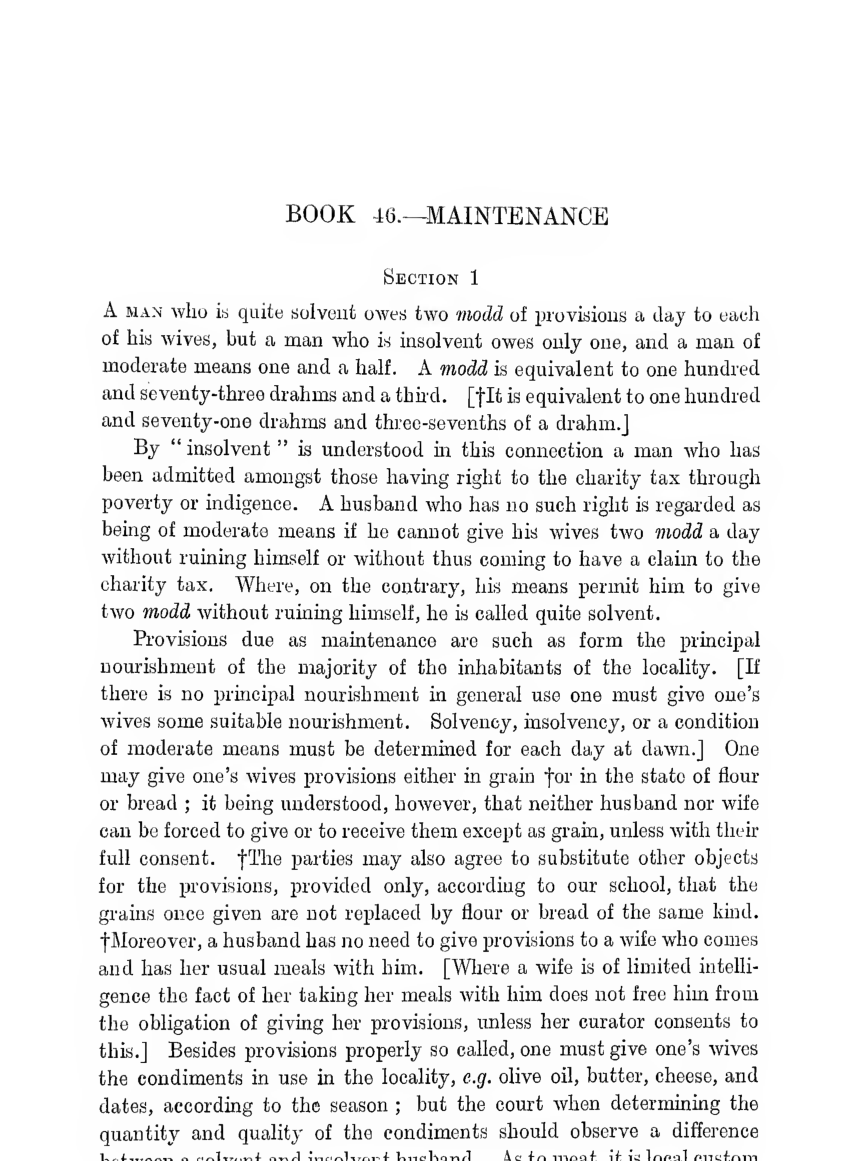 BOOK 46.—MAINTENANCE
SECTION 1
A MAN who is quite solvent owes two modd of provisions a day to each
of his wives, but a man who is insolvent owes only one, and a man of
moderate means one and a half. A modd is equivalent to one hundred
and seventy-three drahms and a third. [†It is equivalent to one hundred
and seventy-one drahms and three-sevenths of a drahm.]
By “insolvent” is understood in this connection a man who has
been admitted amongst those having right to the charity tax through
poverty or indigence. A husband who has no such right is regarded as
being of moderate means if he cannot give his wives two modd a day
without ruining himself or without thus coming to have a claim to the
charity tax. Where, on the contrary, his means permit him to give
two modd without ruining himself, he is called quite solvent.
Provisions due as maintenance are such as form the principal
nourishment of the majority of the inhabitants of the locality. [If
there is no principal nourishment in general use one must give one’s
wives some suitable nourishment. Solvency, insolvency, or a condition
of moderate means must be determined for each day at dawn.] One
may give one’s wives provisions either in grain †or in the state of flour
or bread ; it being understood, however, that neither husband nor wife
can be forced to give or to receive them except as grain, unless with their
full consent. †The parties may also agree to substitute other objects
for the provisions, provided only, according to our school, that the
grains once given are not replaced by flour or bread of the same kind.
†Moreover, a husband has no need to give provisions to a wife who comes
and has her usual meals with him. [Where a wife is of limited intelli-
gence the fact of her taking her meals with him does not free him from
the obligation of giving her provisions, unless her curator consents to
this.] Besides provisions properly so called, one must give one’s wives
the condiments in use in the locality, e.g. olive oil, butter, cheese, and
dates, according to the season ; but the court when determining the
quantity and quality of the condiments should observe a difference
between a solvent and insolvent husband. As to meat, it is local custom